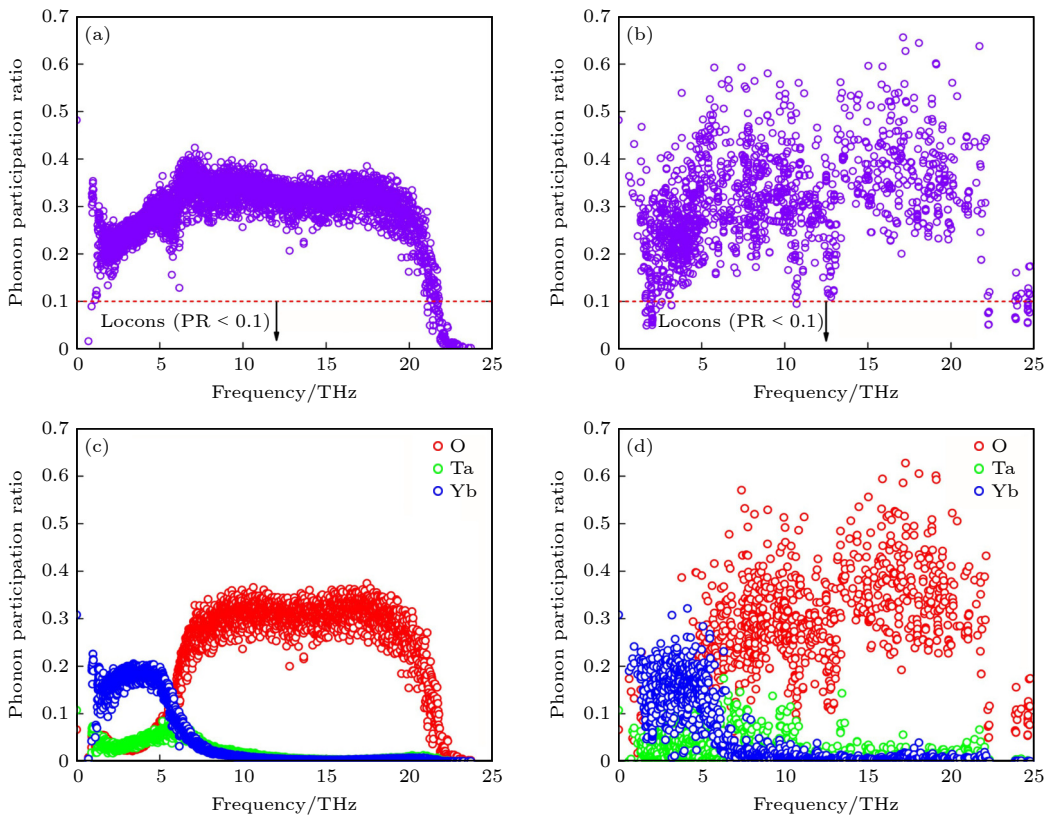 (a)
Phonon participation ratio
0.7
0.6
0.5
0.4
0.3
0.2
0.1
0
Locons (PR < 0.1)
0 5 10 15 20 25
Frequency/THz
(b)
Phonon participation ratio
0.7
0.6
0.5
0.4
0.3
0.2
0.1
0
Locons (PR < 0.1)
0 5 10 15 20 25
Frequency/THz
(c)
Phonon participation ratio
0.7
0.6
0.5
0.4
0.3
0.2
0.1
0
O
Ta
Yb
0 5 10 15 20 25
Frequency/THz
(d)
Phonon participation ratio
0.7
0.6
0.5
0.4
0.3
0.2
0.1
0
O
Ta
Yb
0 5 10 15 20 25
Frequency/THz